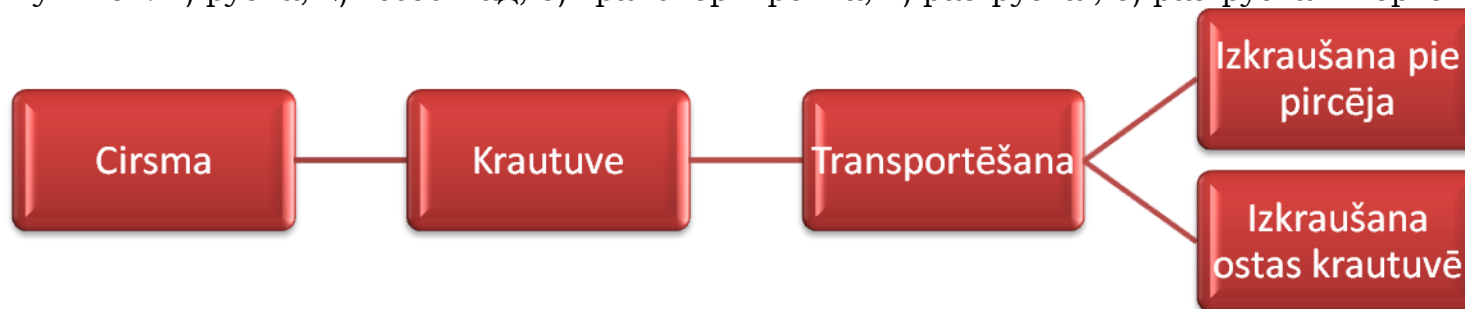 Cirsma
Krautuve
Transportēšana
Izkraušana pie
pircēja
Izkraušana
ostas krautuvē